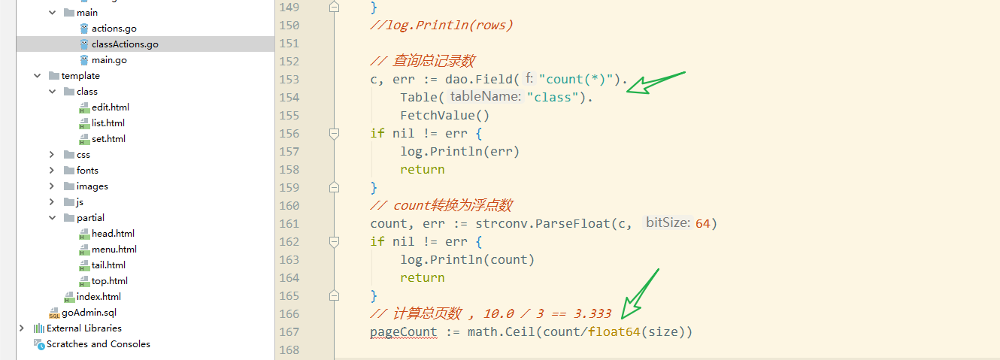 main
actions.go
classActions.go
main.go
template
class
edit.html
list.html
set.html
css
fonts
images
js
partial
head.html
menu.html
tail.html
top.html
index.html
goAdmin.sql
External Libraries
Scratches and Consoles
149 }
150 //log.Println(rows)
151
152 // 查询总记录数
153 c, err := dao.Field( f: "count(*)").
154 Table( tableName: "class").
155 FetchValue()
156 if nil != err {
157 log.Println(err)
158 return
159 }
160 // count转换为浮点数
161 count, err := strconv.ParseFloat(c, bitSize: 64)
162 if nil != err {
163 log.Println(count)
164 return
165 }
166 // 计算总页数 , 10.0 / 3 == 3.333
167 pageCount := math.Ceil(count/float64(size))
168